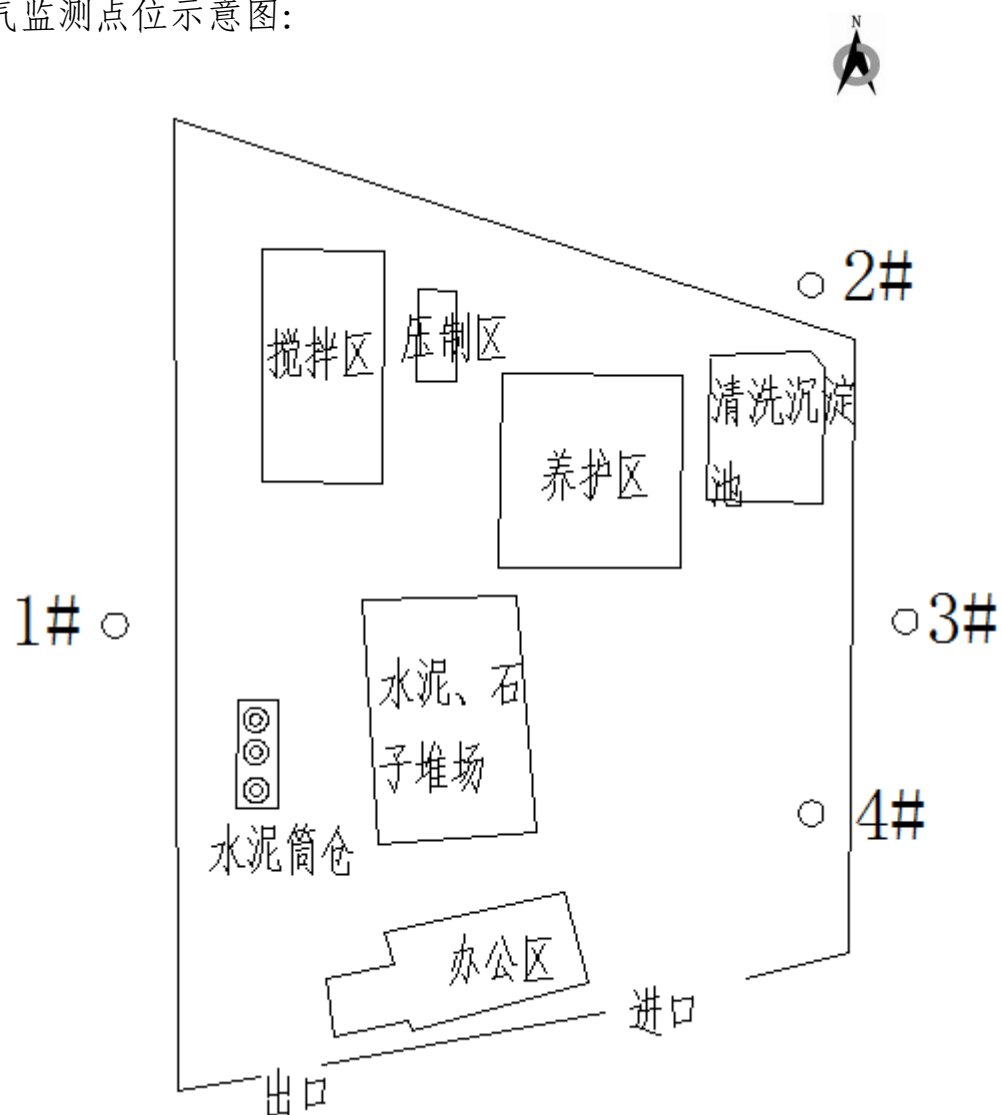 气监测点位示意图:
N
2#
搅拌区
压制区
清洗沉淀
池
养护区
1#
3#
水泥、石
子堆场
4#
水泥筒仓
办公区
进口
出口